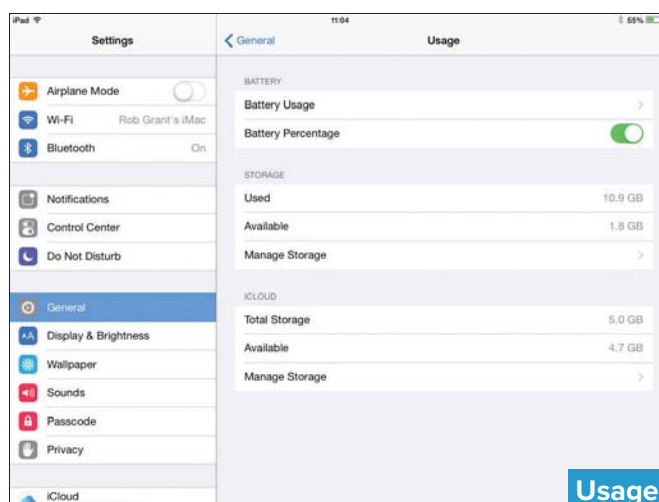 iPad 11:04 55%
Settings
General Usage
Airplane Mode
Wi-Fi Rob Grant's iMac
Bluetooth On
Notifications
Control Center
Do Not Disturb
General
Display & Brightness
Wallpaper
Sounds
Passcode
Privacy
iCloud
BATTERY
Battery Usage
Battery Percentage
STORAGE
Used 10.9 GB
Available 1.8 GB
Manage Storage
ICLOUD
Total Storage 5.0 GB
Available 4.7 GB
Manage Storage
Usage